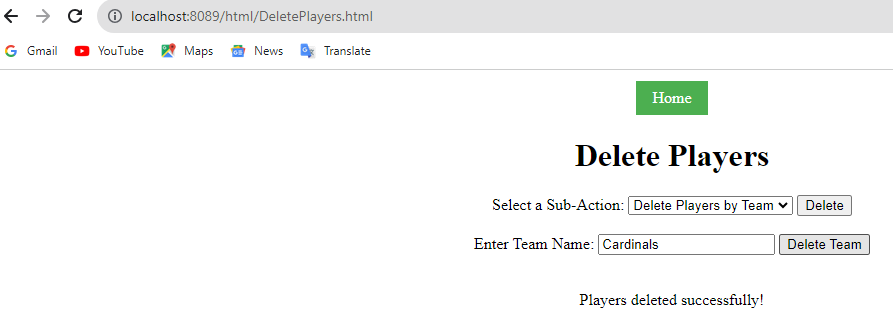 localhost:8089/html/DeletePlayers.html
Gmail YouTube Maps News Translate
Home
Delete Players
Select a Sub-Action: Delete Players by Team Delete
Enter Team Name: Cardinals Delete Team
Players deleted successfully!